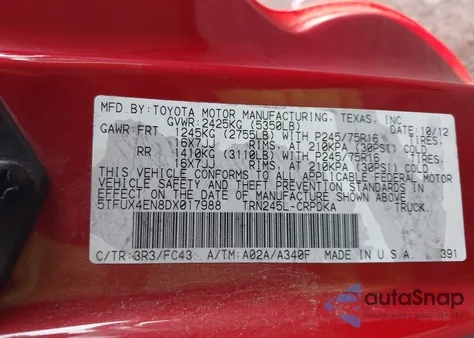 MFD BY: TOYOTA MOTOR MANUFACTURING, TEXAS, INC.
GVWR: 2425KG (5350LB) DATE: 10/12
GAWR: FRT 1245KG (2755LB) WITH P245/75R16 TIRES,
16X7JJ RIMS, AT 210KPA (30PSI) COLD
RR 1410KG (3110LB) WITH P245/75R16 TIRES,
16X7JJ RIMS, AT 210KPA (30PSI) COLD
THIS VEHICLE CONFORMS TO ALL APPLICABLE FEDERAL MOTOR
VEHICLE SAFETY STANDARDS IN EFFECT ON THE DATE OF
MANUFACTURE SHOWN ABOVE.
5TFUX4EN8DX017988 TRN245L-CRPDKA TRUCK
C/TR: 3R3/FC43 A/TM: A02A/A340F MADE IN U S A 391
autoSnap